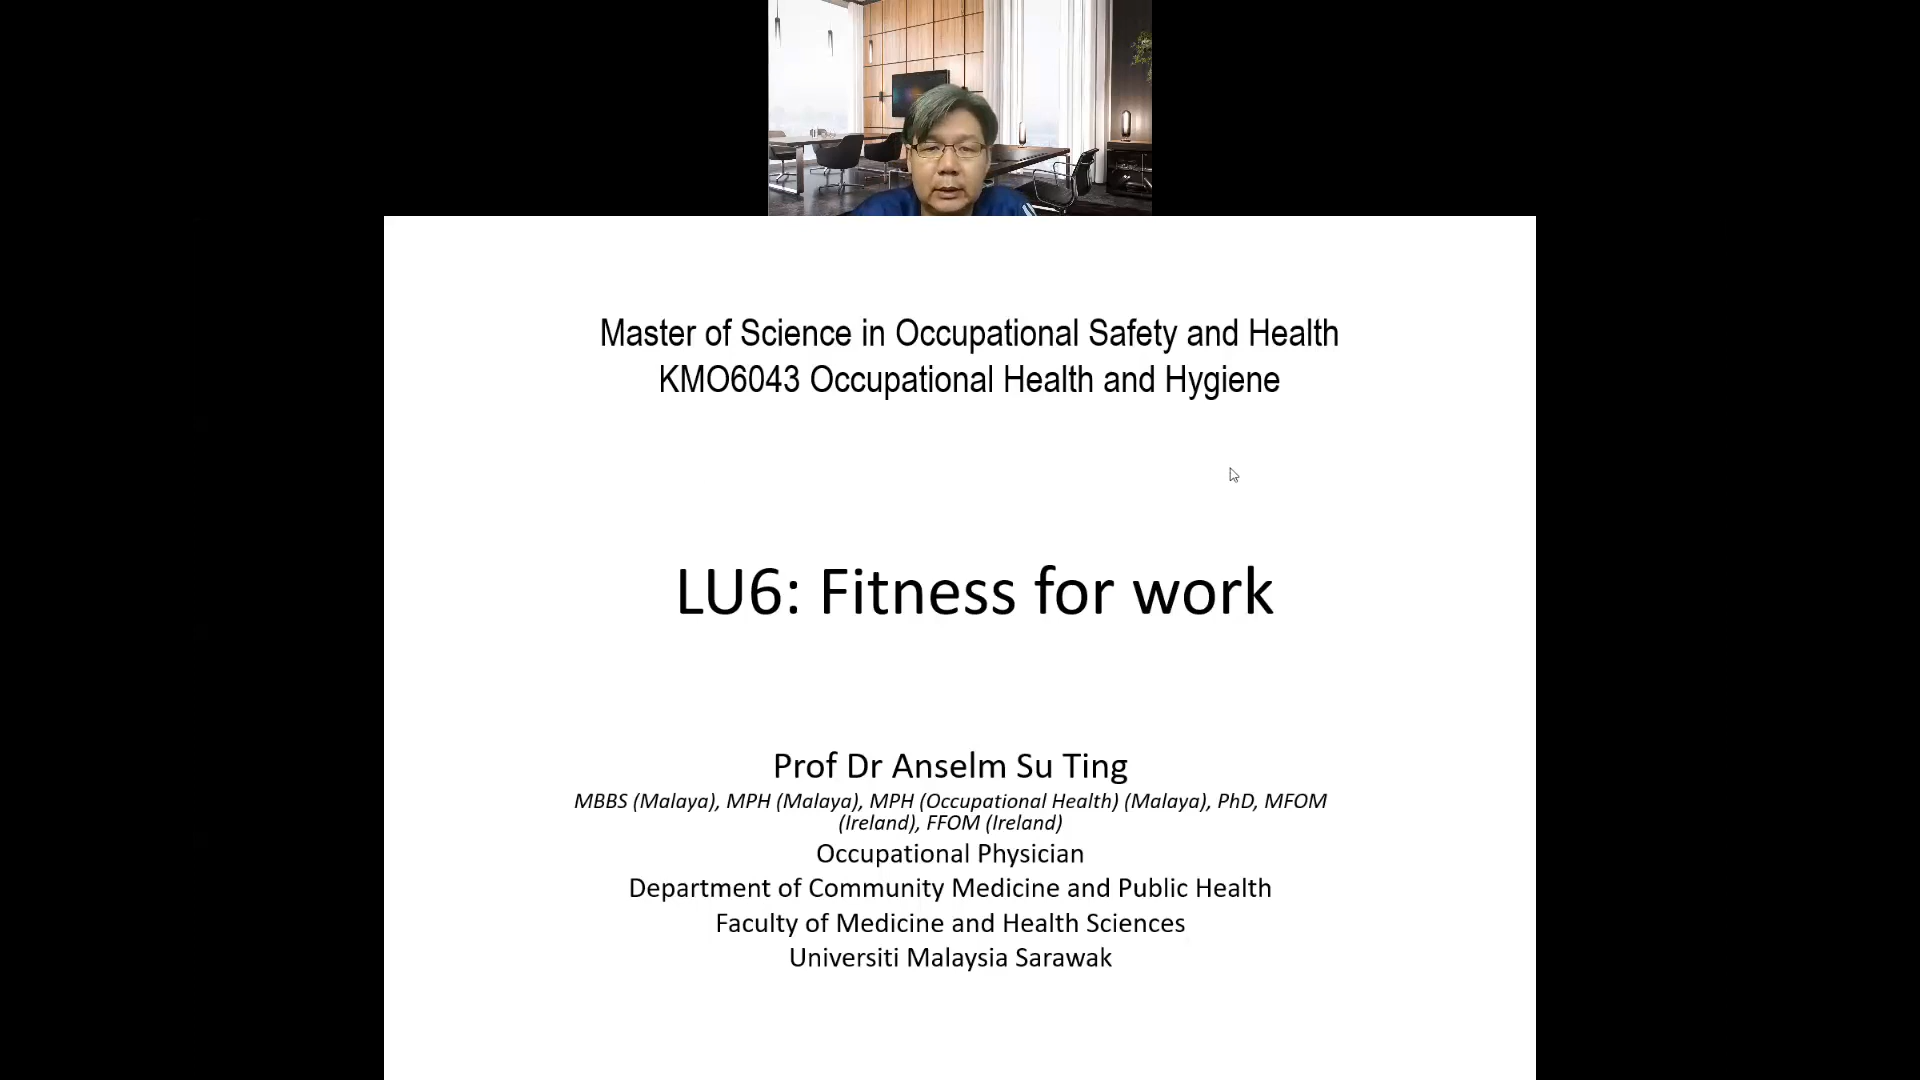 Master of Science in Occupational Safety and Health
KMO6043 Occupational Health and Hygiene
LU6: Fitness for work
Prof Dr Anselm Su Ting
MBBS (Malaya), MPH (Malaya), MPH (Occupational Health) (Malaya), PhD, MFOM
(Ireland), FFOM (Ireland)
Occupational Physician
Department of Community Medicine and Public Health
Faculty of Medicine and Health Sciences
Universiti Malaysia Sarawak